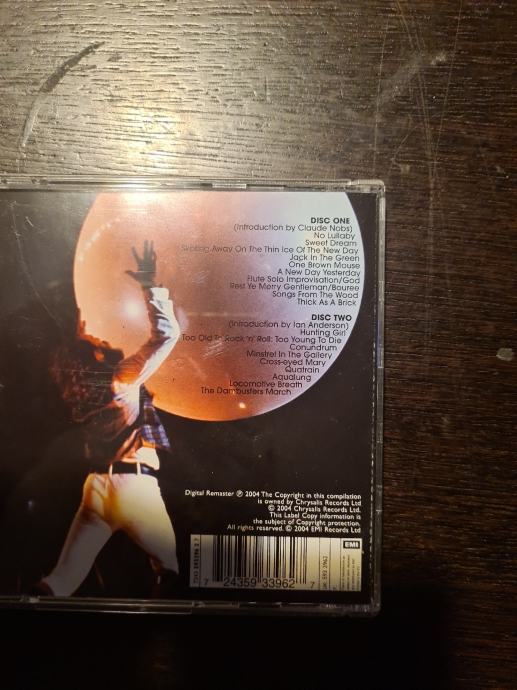 DISC ONE
(Introduction by Claude Nobs)
No Lullaby
Sweet Dream
Skating Away On The Thin Ice Of The New Day
Jack In The Green
One Brown Mouse
A New Day Yesterday
Flute Solo Improvisation/God
Rest Ye Merry Gentleman/Bouree
Songs From The Wood
Thick As A Brick
DISC TWO
(Introduction by Ian Anderson)
Hunting Girl
Too Old To Rock 'n' Roll: Too Young To Die
Conundrum
Minstrel In The Gallery
Cross-eyed Mary
Quatrain
Aqualung
Locomotive Breath
The Dambusters March
Digital Remaster ℗ 2004 The Copyright in this compilation
is owned by Chrysalis Records Ltd
© 2004 Chrysalis Records Ltd.
This Label Copy information is
the subject of Copyright protection.
All rights reserved. © 2004 EMI Records Ltd
EMI
7 24359 33962 7